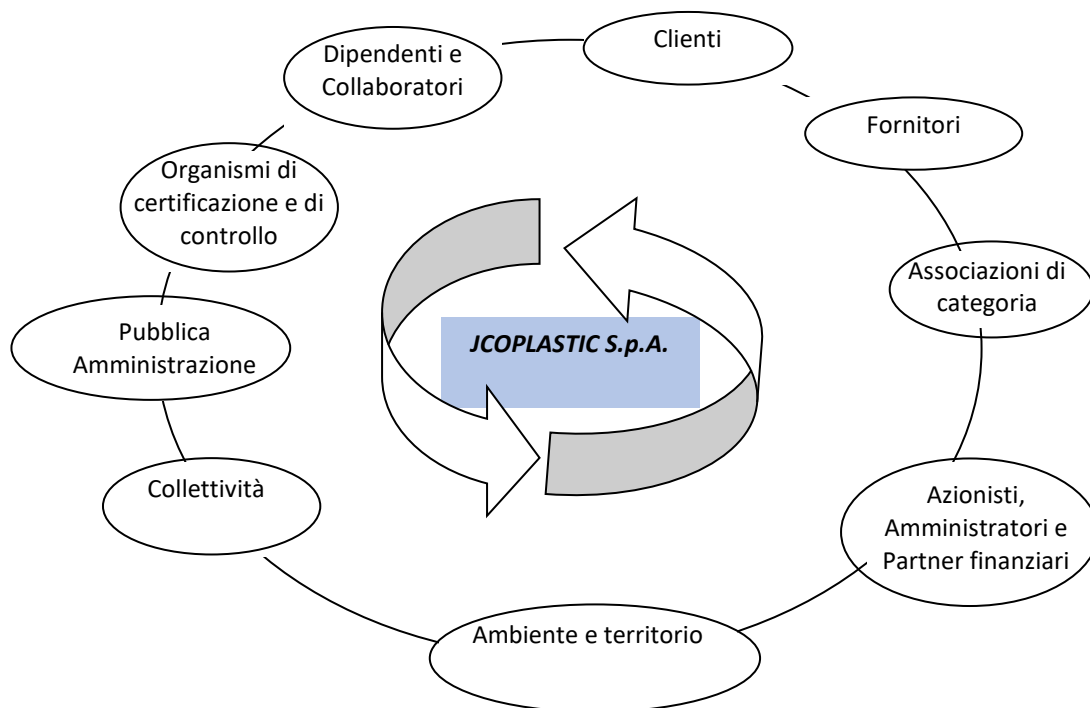 Clienti
Dipendenti e
Collaboratori
Fornitori
Organismi di
certificazione e di
controllo
Associazioni di
categoria
Pubblica
Amministrazione
JCOPLASTIC S.p.A.
Collettività
Azionisti,
Amministratori e
Partner finanziari
Ambiente e territorio